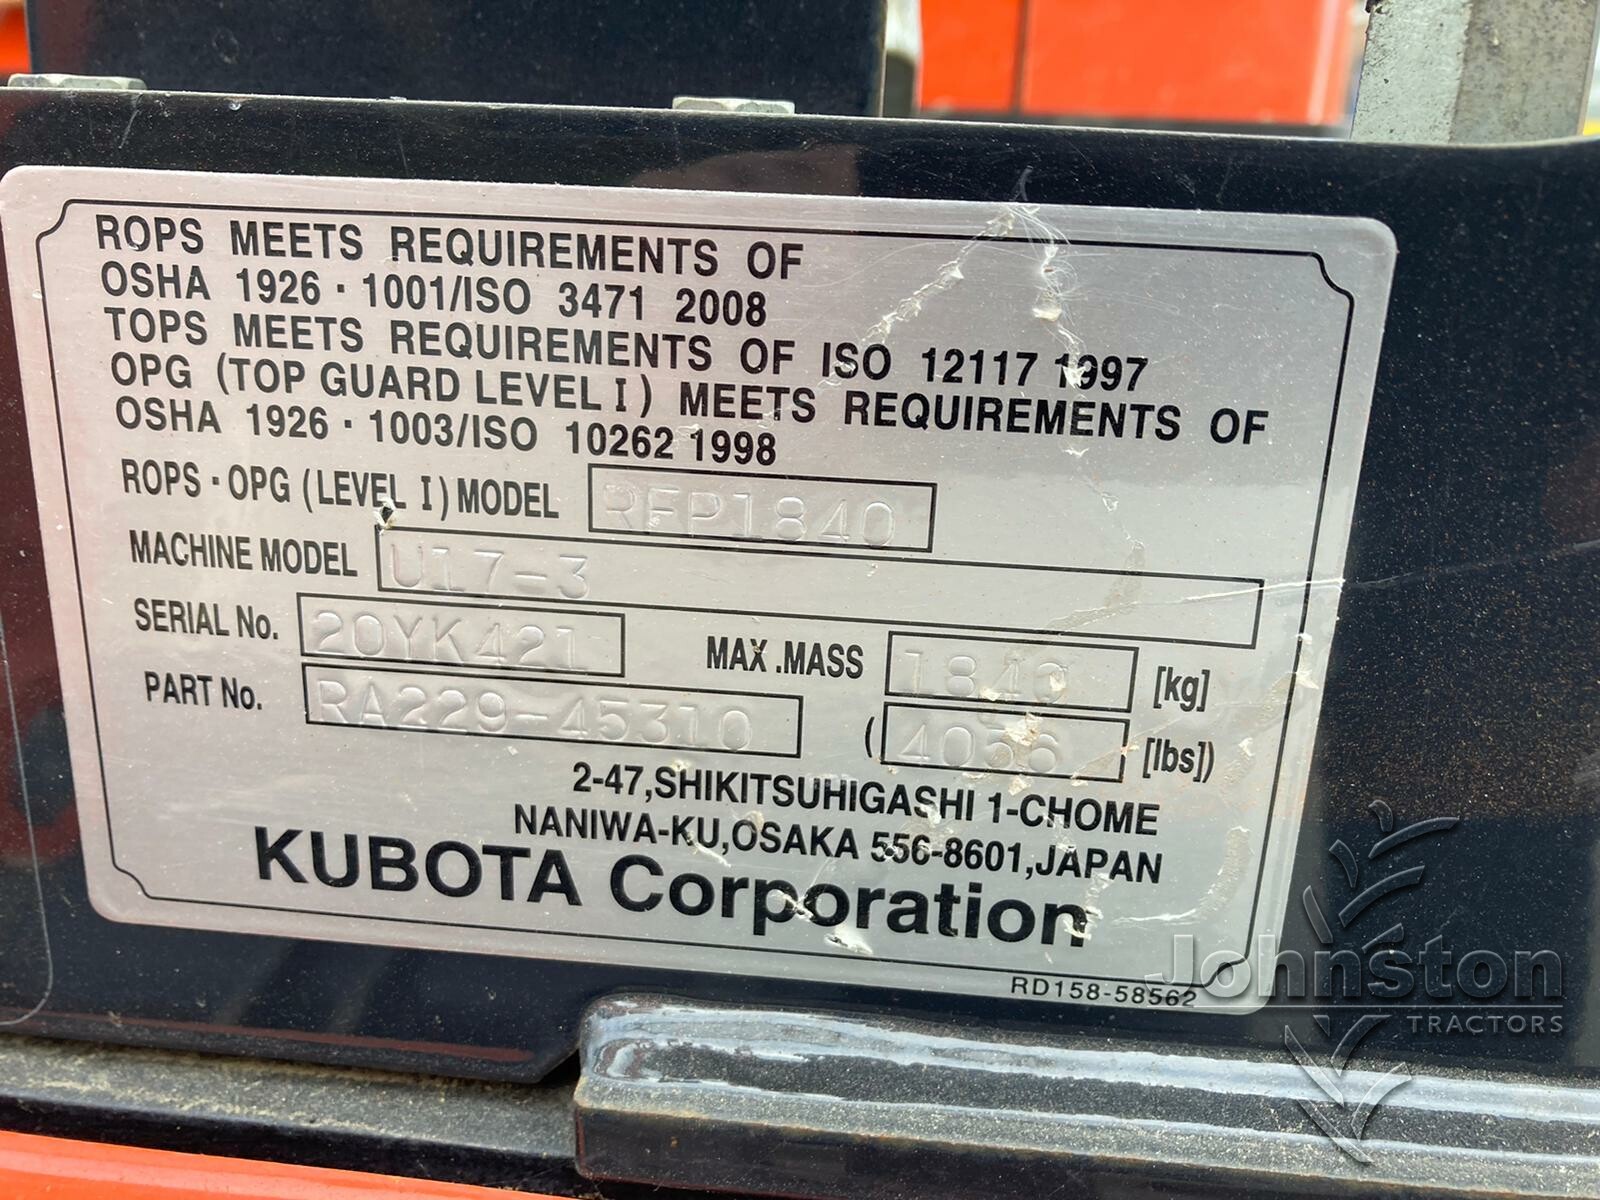 ROPS MEETS REQUIREMENTS OF
OSHA 1926・1001/ISO 3471 2008
TOPS MEETS REQUIREMENTS OF ISO 12117 1997
OPG (TOP GUARD LEVEL I) MEETS REQUIREMENTS OF
OSHA 1926・1003/ISO 10262 1998
ROPS・OPG (LEVEL I) MODEL RFP1840
MACHINE MODEL U17-3
SERIAL No. 20YK421 MAX.MASS 1840 [kg]
PART No. RA229-45310 (4056 [lbs])
2-47,SHIKITSUHIGASHI 1-CHOME
NANIWA-KU,OSAKA 556-8601,JAPAN
KUBOTA Corporation
RD158-58562
Johnston
TRACTORS